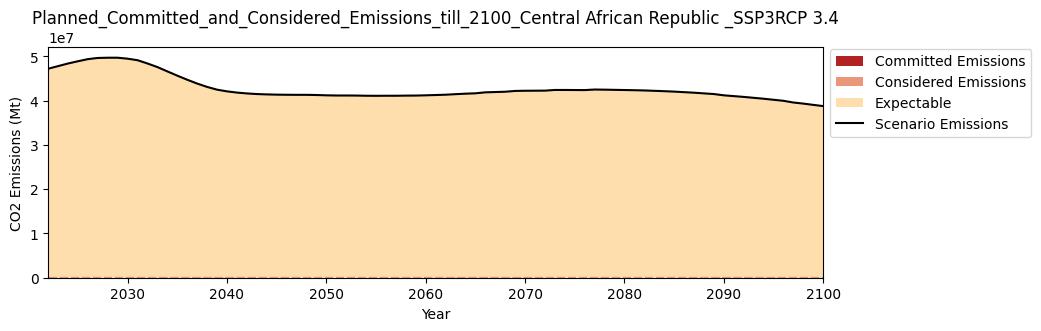 Planned_Committed_and_Considered_Emissions_till_2100_Central African Republic _SSP3RCP 3.4
1e7
5
4
3
2
1
0
CO2 Emissions (Mt)
2030 2040 2050 2060 2070 2080 2090 2100
Year
Committed Emissions
Considered Emissions
Expectable
Scenario Emissions